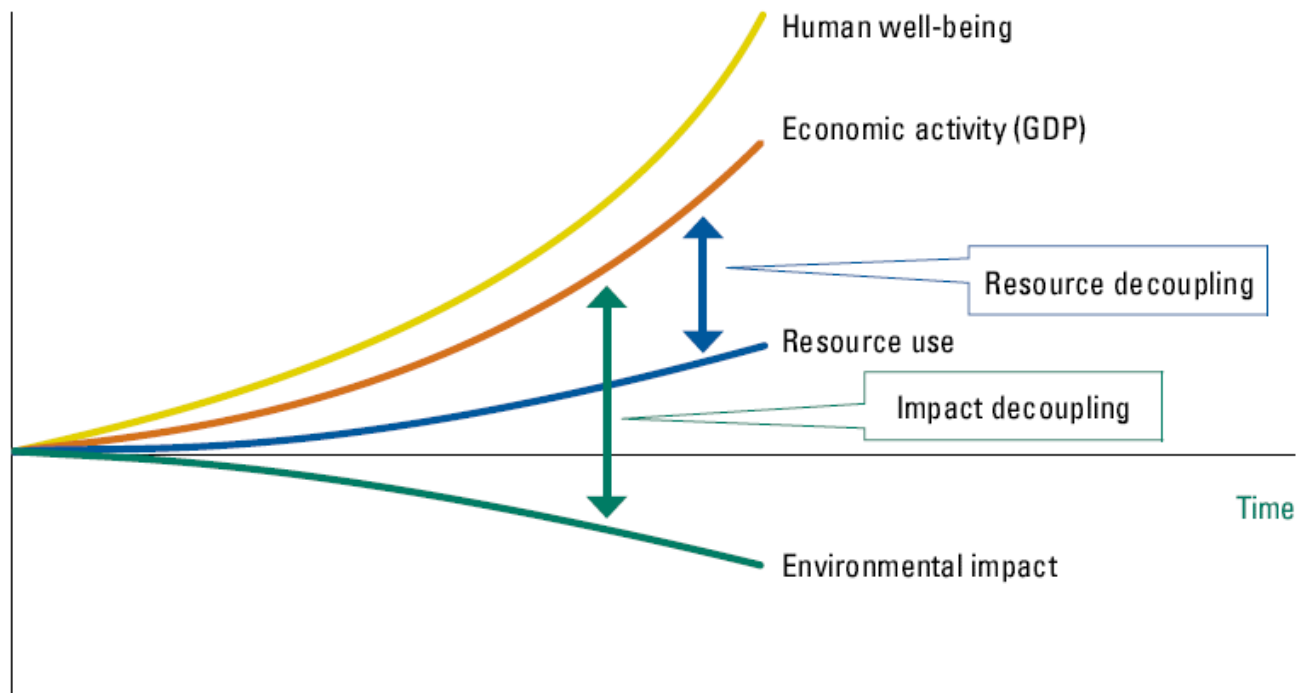 Human well-being
Economic activity (GDP)
Resource decoupling
Resource use
Impact decoupling
Time
Environmental impact